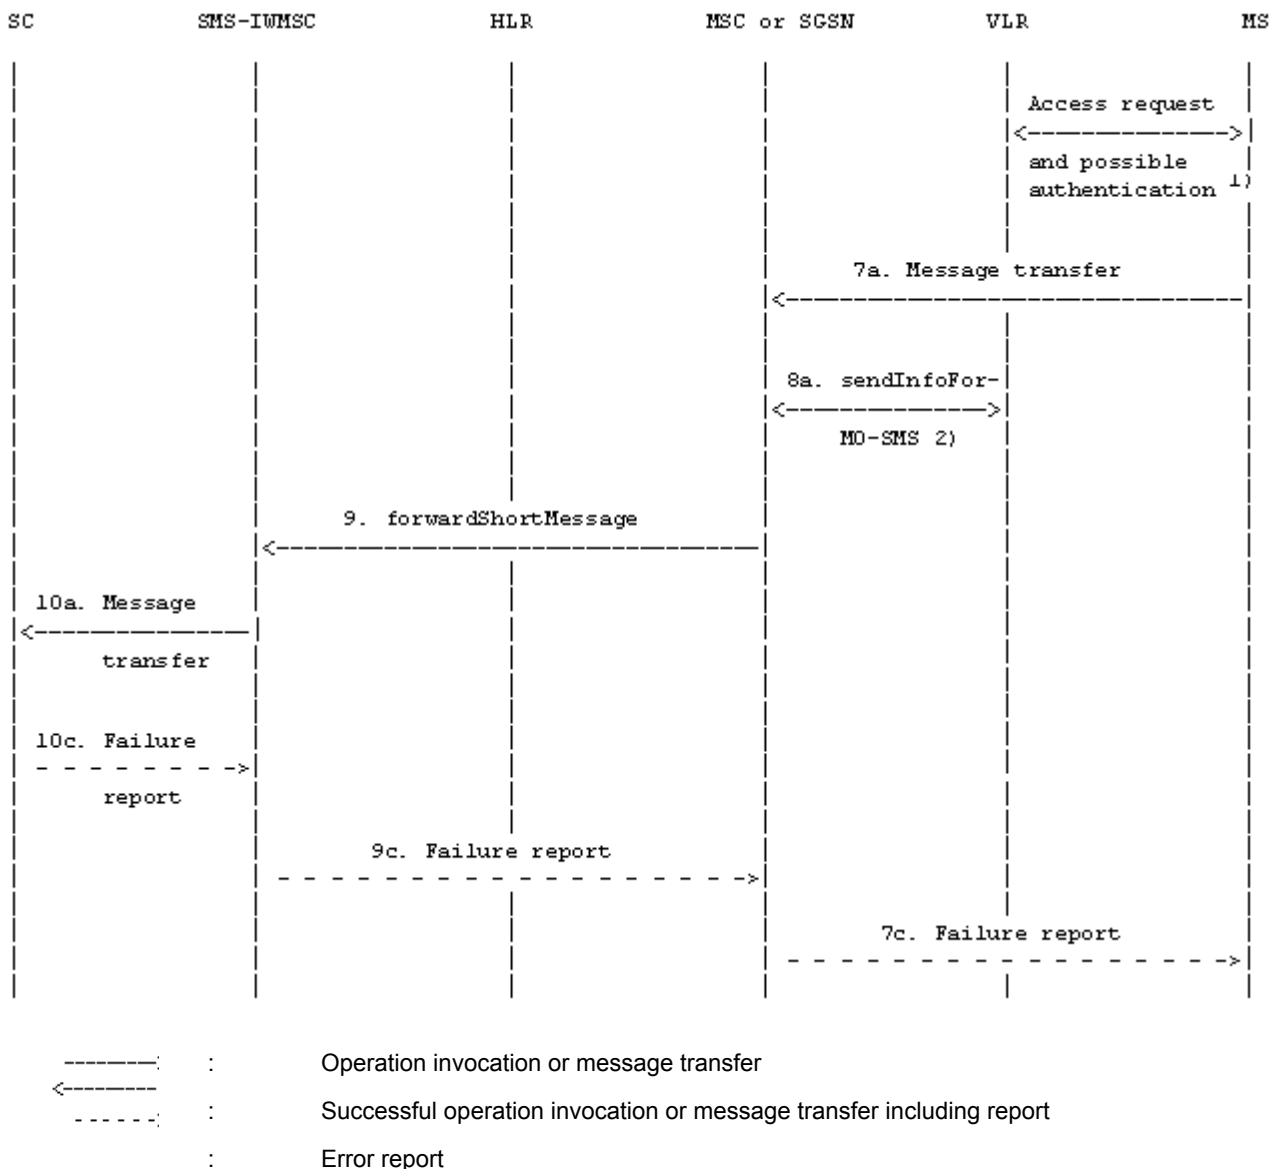 SC SMS-IWMSC HLR MSC or SGSN VLR MS
Access request
and possible
authentication 1)
7a. Message transfer
8a. sendInfoFor-
MO-SMS 2)
9. forwardShortMessage
10a. Message
transfer
10c. Failure
report
9c. Failure report
7c. Failure report
: Operation invocation or message transfer
: Successful operation invocation or message transfer including report
: Error report